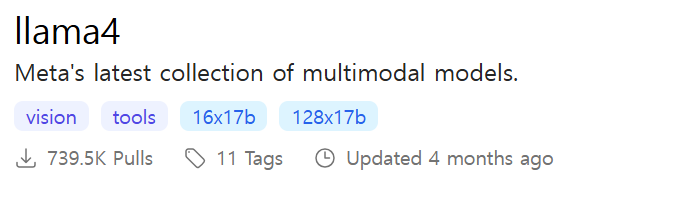 llama4
Meta's latest collection of multimodal models.
vision tools 16x17b 128x17b
739.5K Pulls 11 Tags Updated 4 months ago